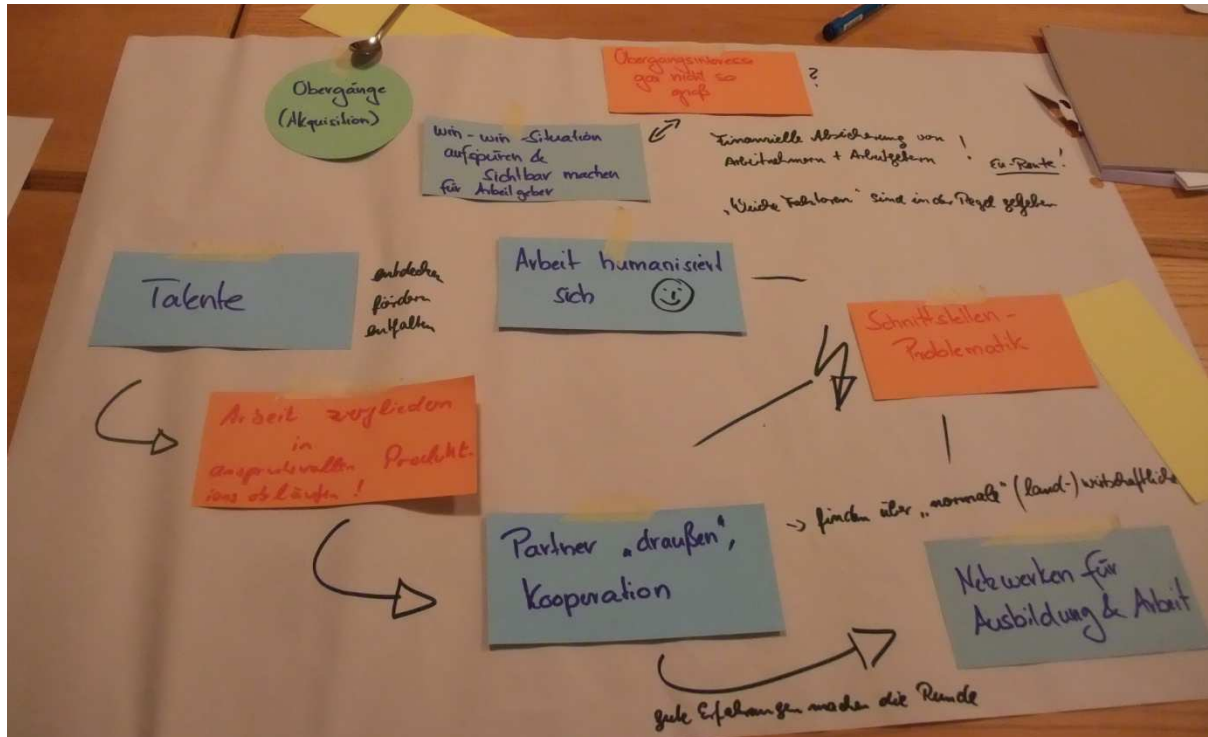 Übergänge
(Akquisition)
Übergangsinteresse
gar nicht so
groß
?
win-win-Situation
aufspüren &
sichtbar machen
für Arbeitgeber
Finanzielle Absicherung von
Arbeitnehmern + Arbeitgebern !
EU-Rente!
„Weiche Faktoren" sind in der Regel gegeben
Talente
entdecken
fördern
entfalten
Arbeit humanisiert
sich
Schnittstellen-
Problematik
Arbeit zergliedern
in
anspruchsvollen Produkt-
ionsabläufen!
Partner „draußen",
Kooperation
-> finden über „normale" (land-) wirtschaftliche
Netzwerken für
Ausbildung & Arbeit
gute Erfahrungen machen die Runde